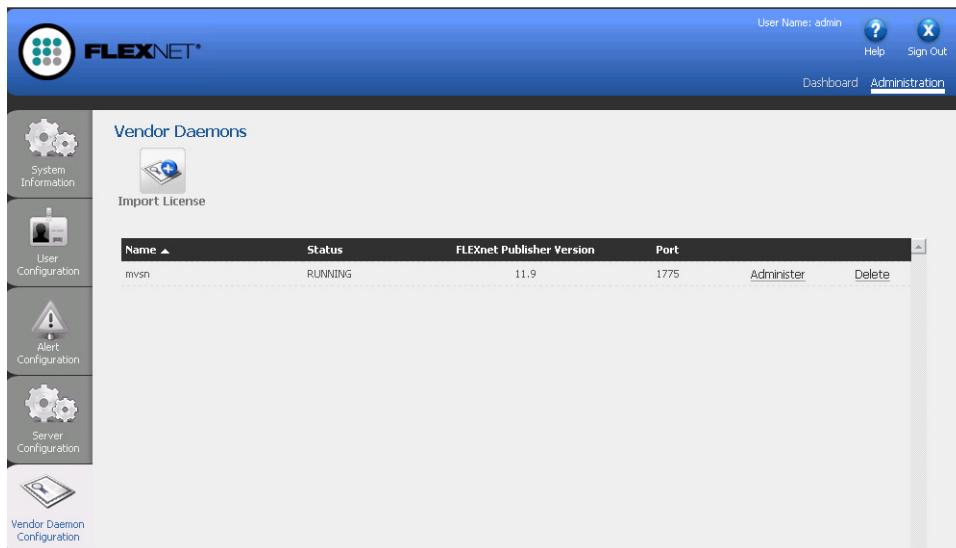 User Name: admin
?
X
Help
Sign Out
FLEXNET
Dashboard
Administration
System
Information
User
Configuration
Alert
Configuration
Server
Configuration
Vendor Daemon
Configuration
Vendor Daemons
Import License
Name
Status
FLEXnet Publisher Version
Port
mvsn
RUNNING
11.9
1775
Administer
Delete